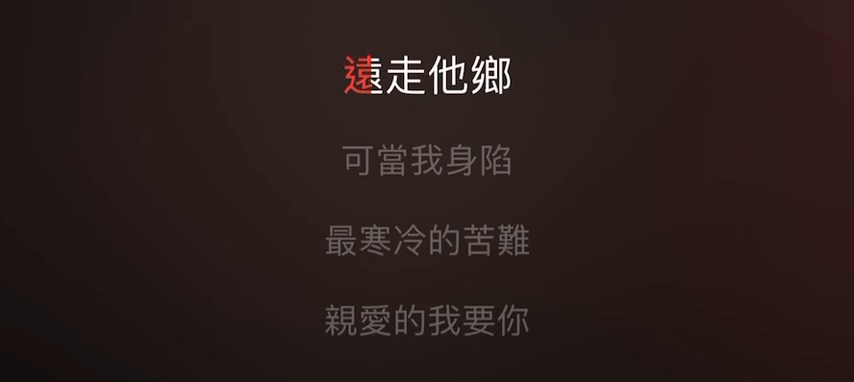 遠走他鄉
可當我身陷
最寒冷的苦難
親愛的我要你